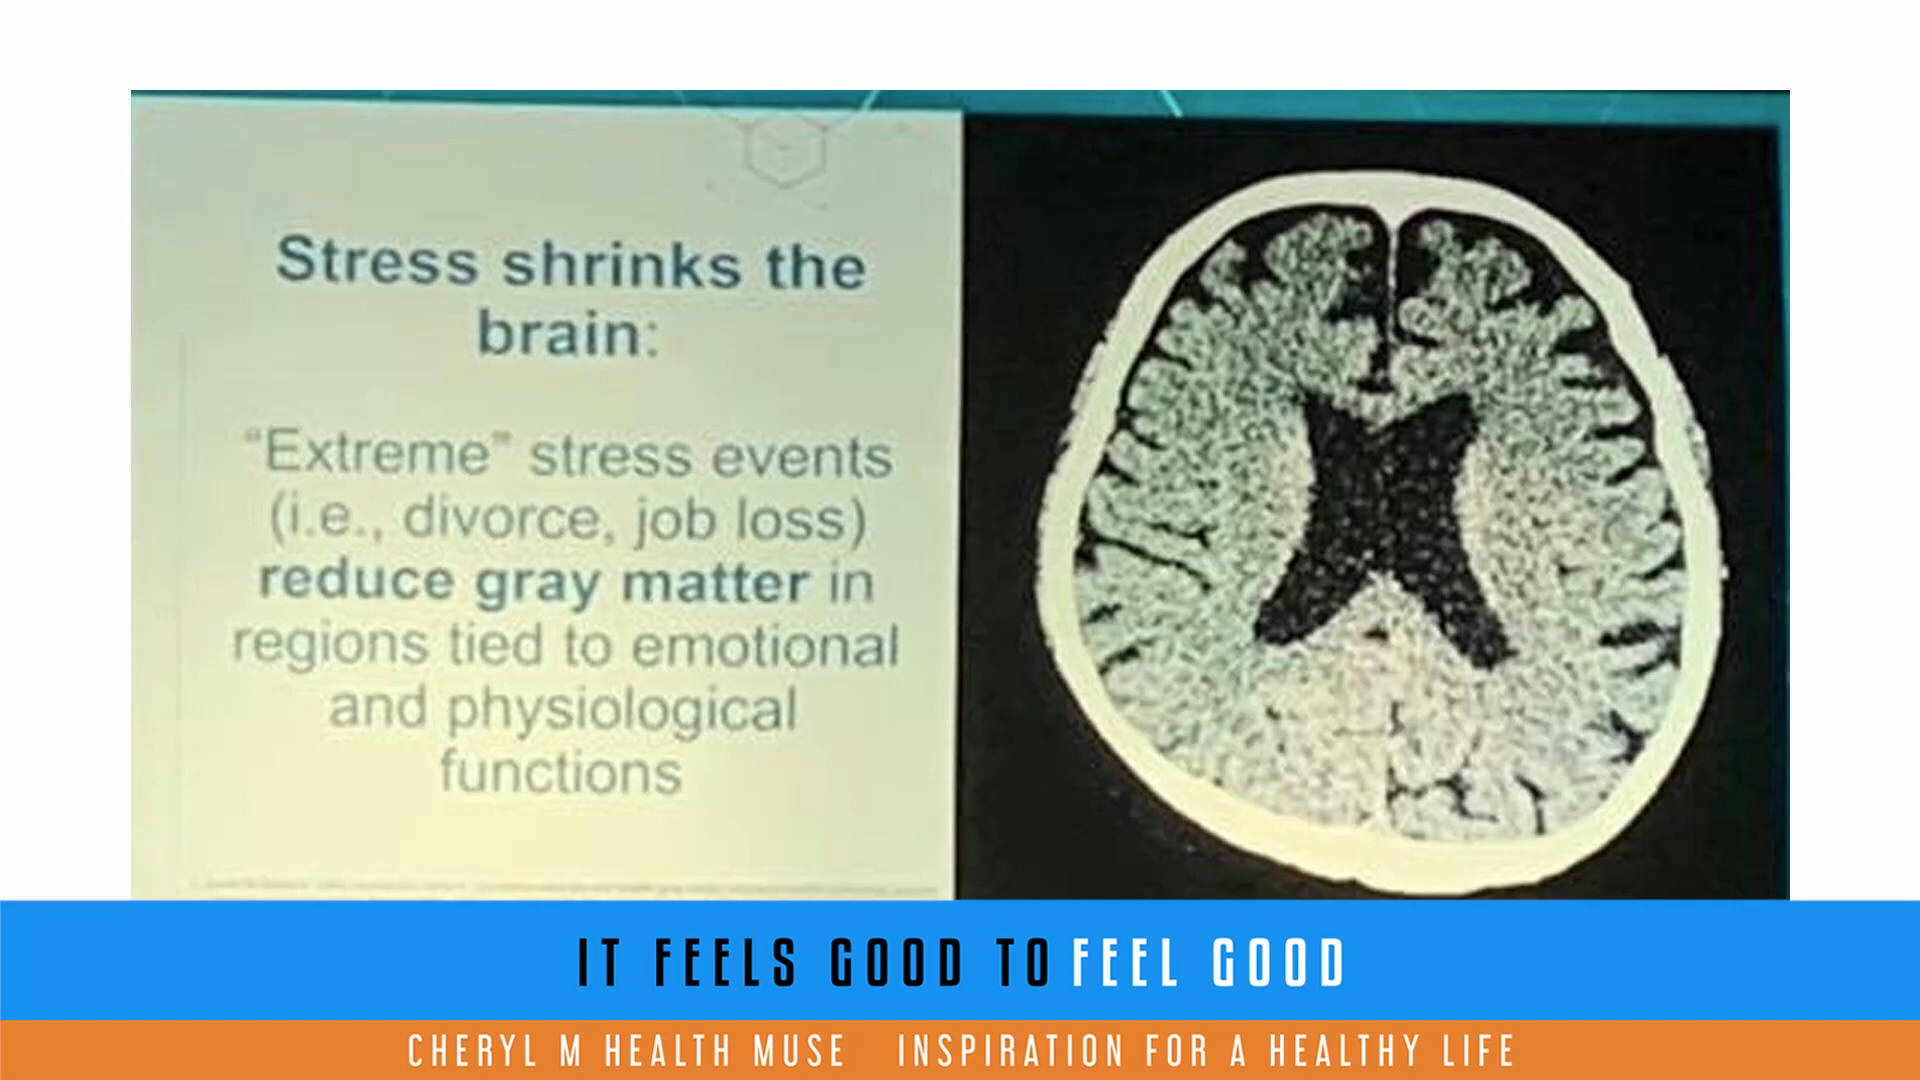 Stress shrinks the
brain:
"Extreme" stress events
(i.e., divorce, job loss)
reduce gray matter in
regions tied to emotional
and physiological
functions
IT FEELS GOOD TO FEEL GOOD
CHERYL M HEALTH MUSE INSPIRATION FOR A HEALTHY LIFE